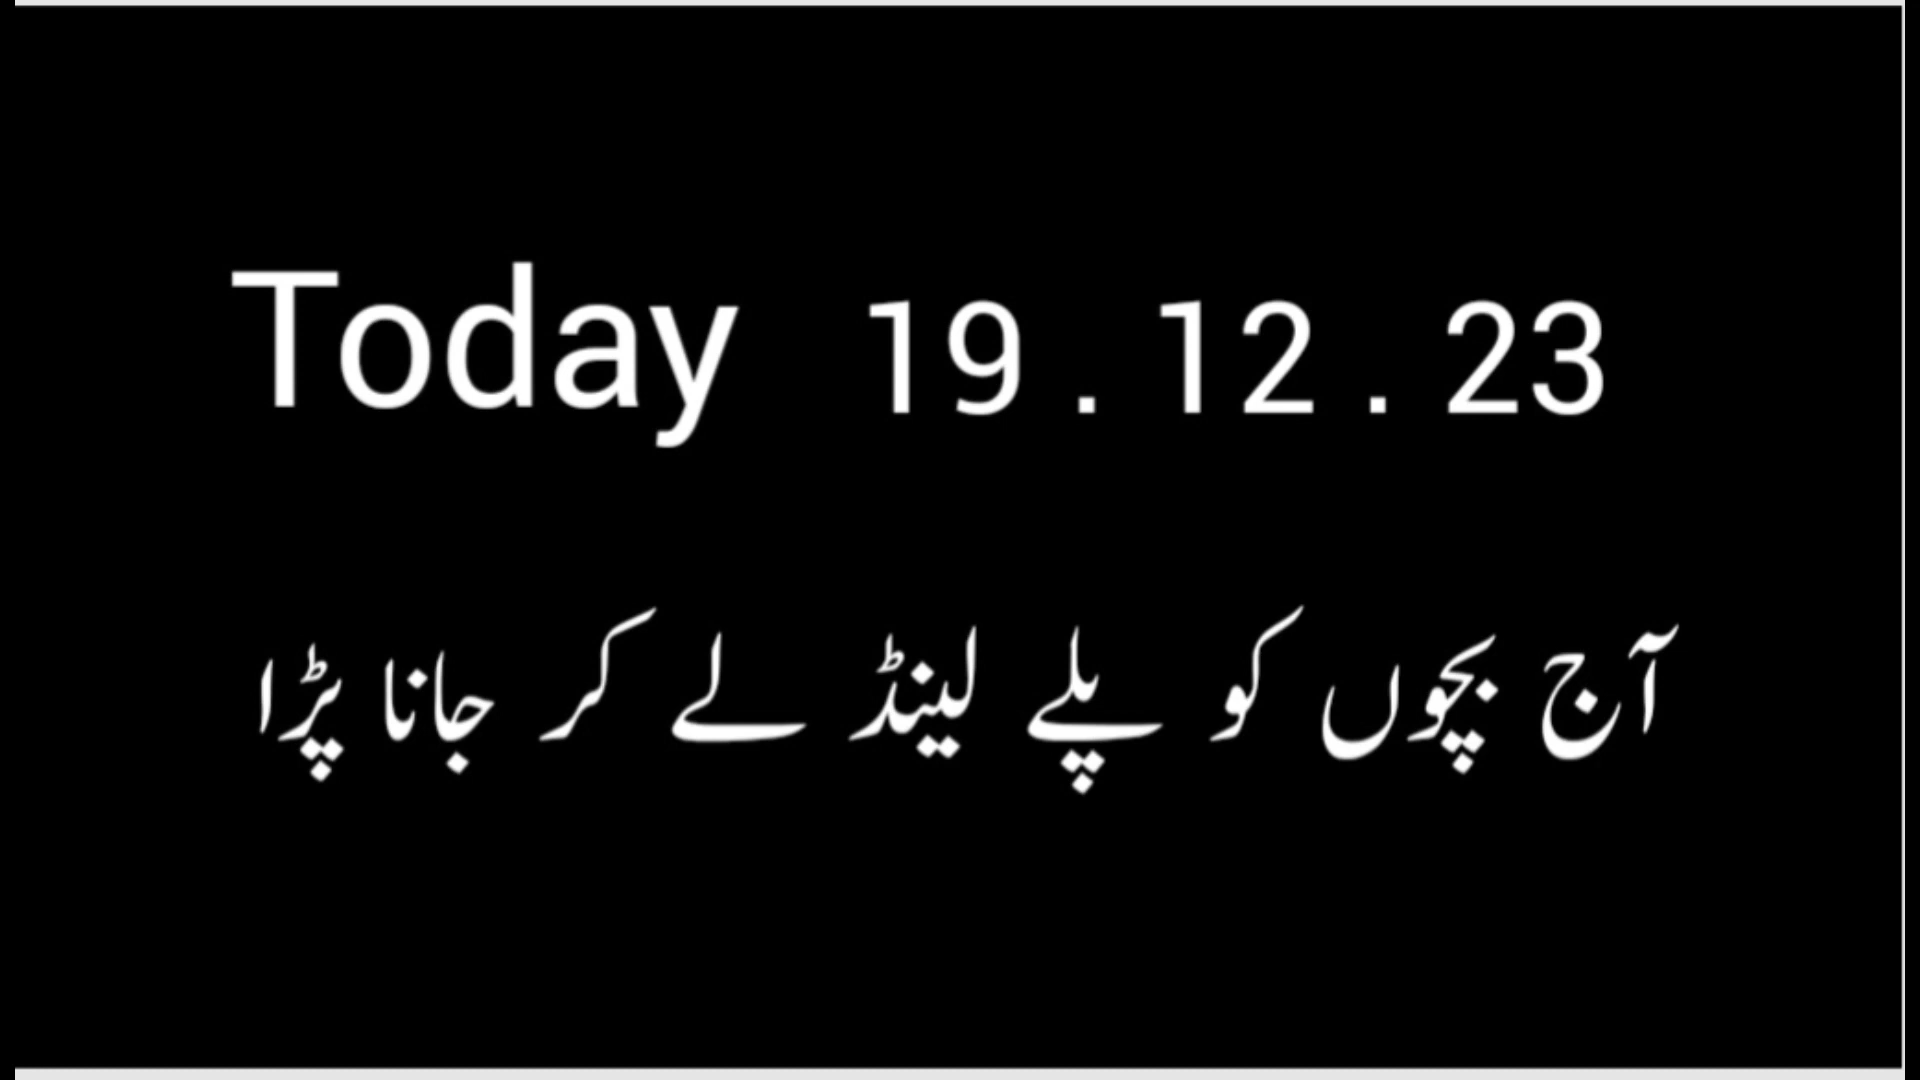 Today 19 . 12 . 23
آج بچوں کو پلے لینڈ لے کر جانا پڑا